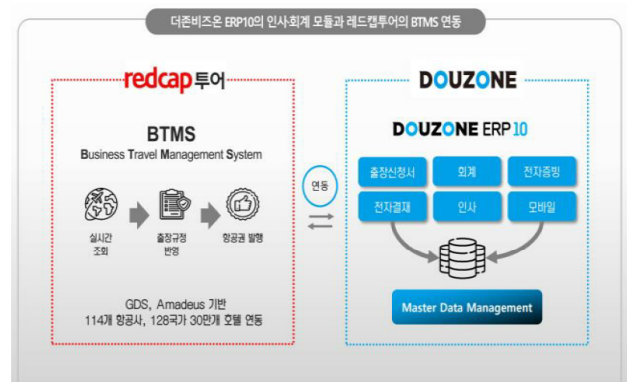 더존비즈온 ERP10의 인사·회계 모듈과 레드캡투어의 BTMS 연동
redcap투어
BTMS
Business Travel Management System
실시간
조회
출장규정
반영
항공권 발행
GDS, Amadeus 기반
114개 항공사, 128국가 30만개 호텔 연동
연동
DOUZONE
DOUZONE ERP 10
출장신청서
회계
전자증빙
전자결재
인사
모바일
Master Data Management